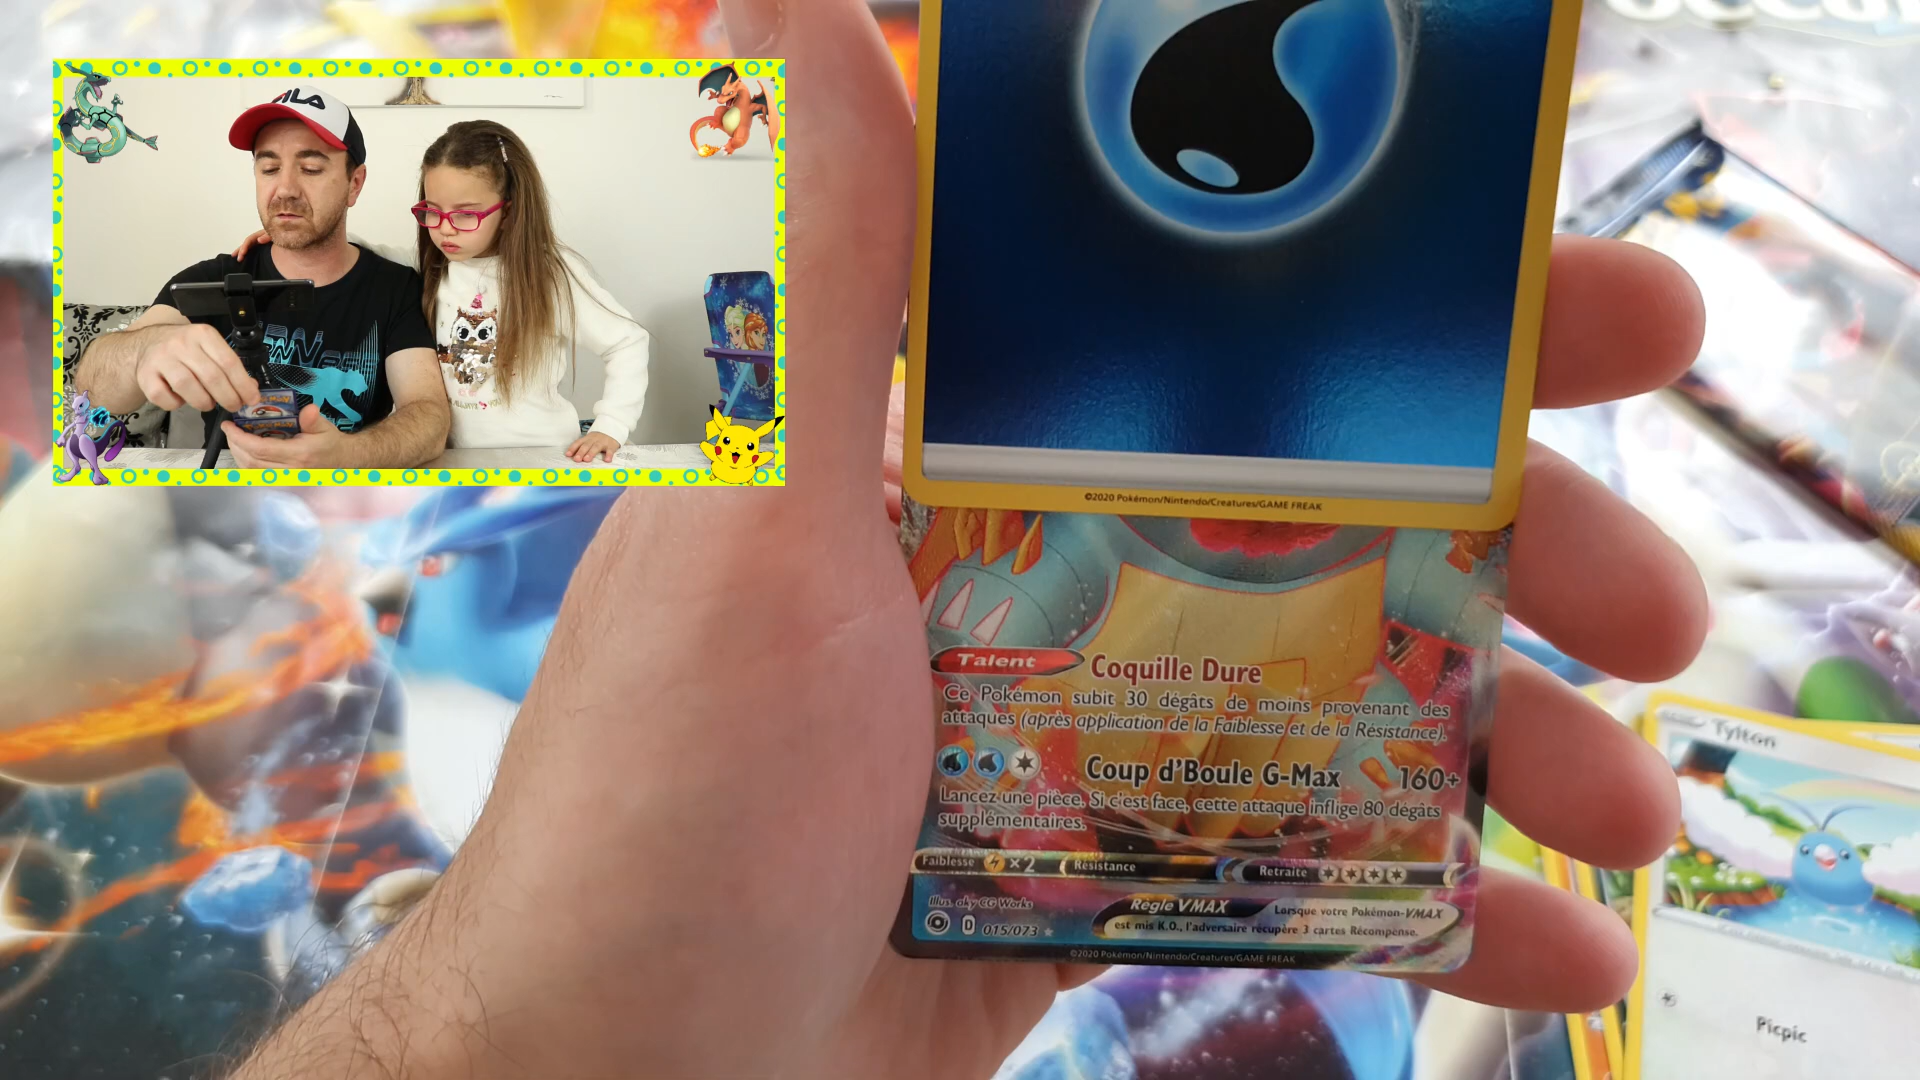 FILA
©2020 Pokémon/Nintendo/Creatures/GAME FREAK
Talent Coquille Dure
Ce Pokémon subit 30 dégâts de moins provenant des
attaques (après application de la Faiblesse et de la Résistance).
Coup d'Boule G-Max 160+
Lancez une pièce. Si c'est face, cette attaque inflige 80 dégâts
supplémentaires.
Faiblesse ×2 Résistance Retraite
Illus. aky CG Works
D 015/073
Règle VMAX Lorsque votre Pokémon-VMAX
est mis K.O., l'adversaire récupère 3 cartes Récompense.
©2020 Pokémon/Nintendo/Creatures/GAME FREAK
Tylton
Picpic